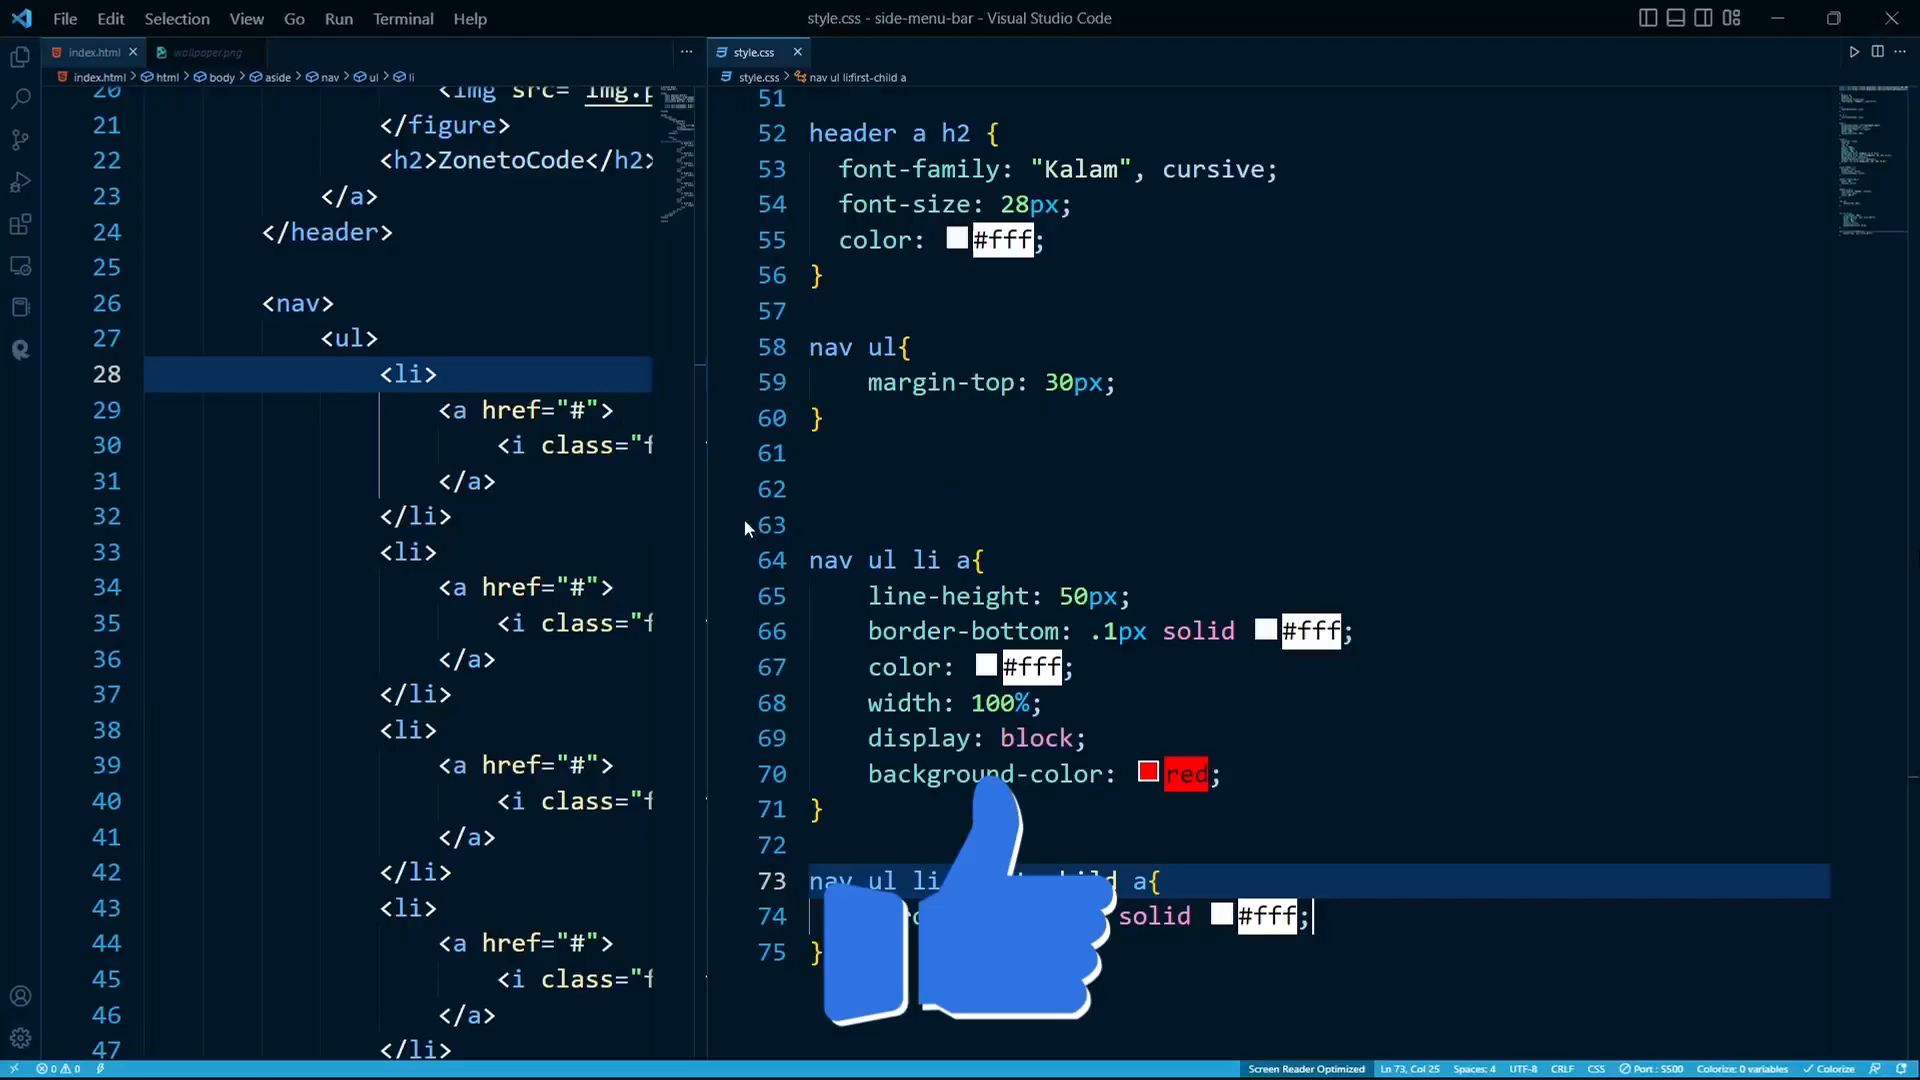 File Edit Selection View Go Run Terminal Help
style.css - side-menu-bar - Visual Studio Code
index.html
wallpaper.png
index.html > html > body > aside > nav > ul > li
20 <img src="img.p
21 </figure>
22 <h2>ZonetoCode</h2>
23 </a>
24 </header>
25
26 <nav>
27 <ul>
28 <li>
29 <a href="#">
30 <i class="f
31 </a>
32 </li>
33 <li>
34 <a href="#">
35 <i class="f
36 </a>
37 </li>
38 <li>
39 <a href="#">
40 <i class="f
41 </a>
42 </li>
43 <li>
44 <a href="#">
45 <i class="f
46 </a>
47 </li>
style.css
style.css > nav ul li:first-child a
51
52 header a h2 {
53 font-family: "Kalam", cursive;
54 font-size: 28px;
55 color: #fff;
56 }
57
58 nav ul{
59 margin-top: 30px;
60 }
61
62
63
64 nav ul li a{
65 line-height: 50px;
66 border-bottom: .1px solid #fff;
67 color: #fff;
68 width: 100%;
69 display: block;
70 background-color: red;
71 }
72
73 nav ul li a{
74 solid #fff;
75 }
0 0
Screen Reader Optimized Ln 73, Col 25 Spaces: 4 UTF-8 CRLF CSS Port : 5500 Colorize: 0 variables Colorize